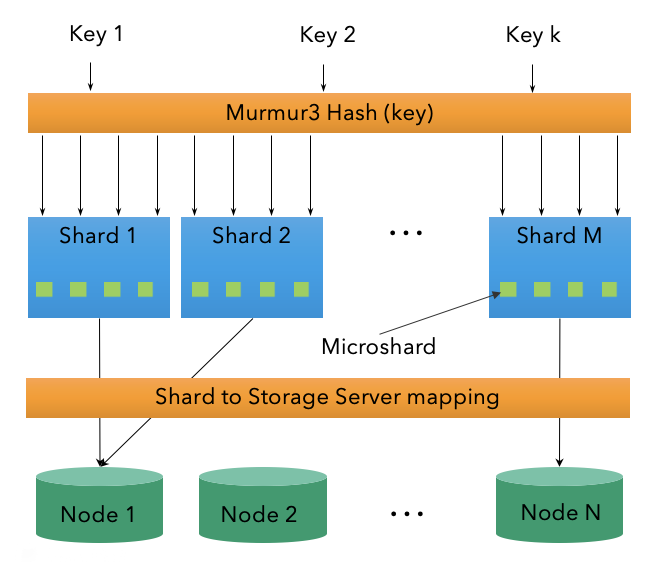 Key 1
Key 2
Key k
Murmur3 Hash (key)
Shard 1
Shard 2
...
Shard M
Microshard
Shard to Storage Server mapping
Node 1
Node 2
...
Node N